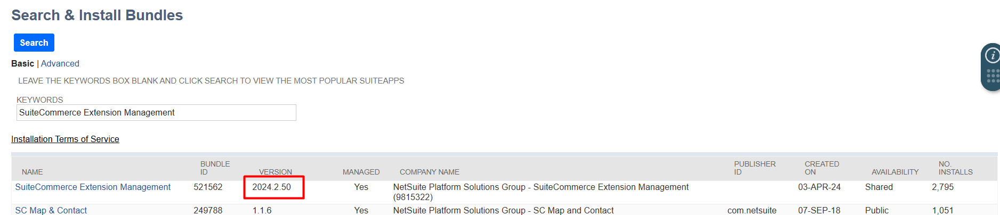 Search & Install Bundles
Search
Basic | Advanced
LEAVE THE KEYWORDS BOX BLANK AND CLICK SEARCH TO VIEW THE MOST POPULAR SUITEAPPS
KEYWORDS
SuiteCommerce Extension Management
Installation Terms of Service
NAME BUNDLE ID VERSION MANAGED COMPANY NAME PUBLISHER ID CREATED ON AVAILABILITY NO. INSTALLS
SuiteCommerce Extension Management 521562 2024.2.50 Yes NetSuite Platform Solutions Group - SuiteCommerce Extension Management 03-APR-24 Shared 2,795
(9815322)
SC Map & Contact 249788 1.1.6 Yes NetSuite Platform Solutions Group - SC Map and Contact com.netsuite 07-SEP-18 Public 1,051